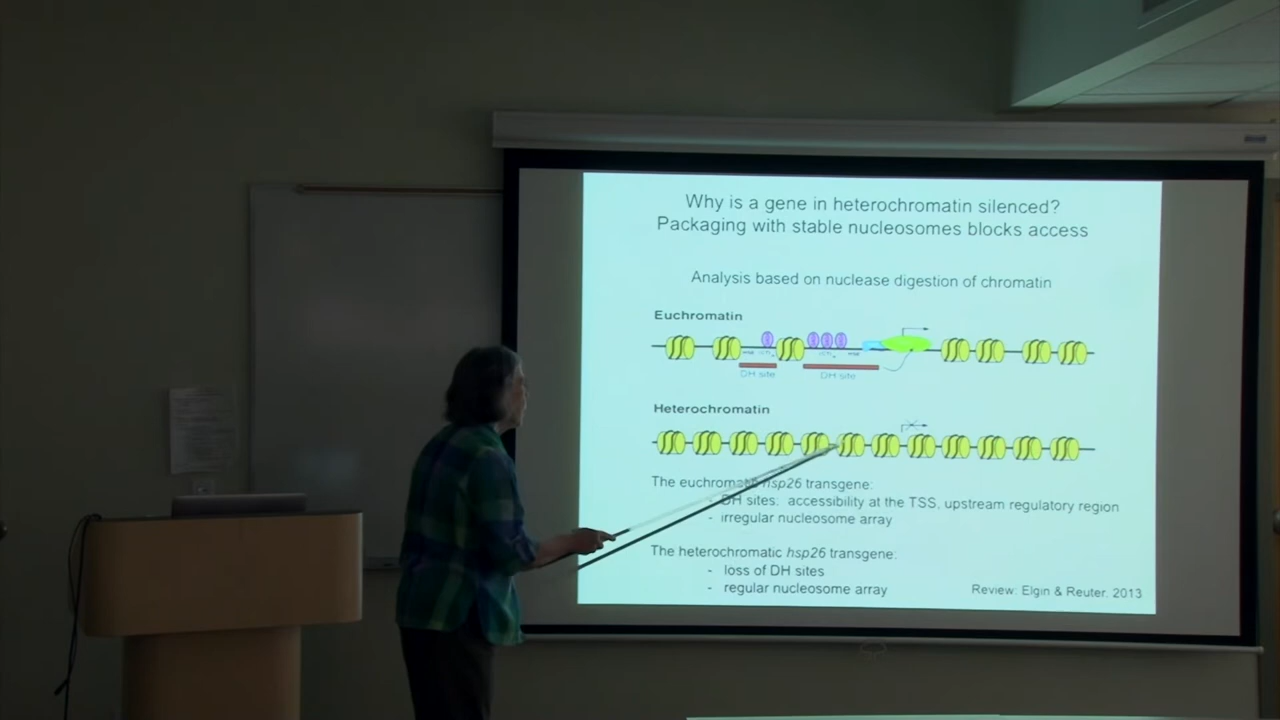 Why is a gene in heterochromatin silenced?
Packaging with stable nucleosomes blocks access
Analysis based on nuclease digestion of chromatin
Euchromatin
DH site
DH site
Heterochromatin
The euchromatic hsp26 transgene:
- DH sites: accessibility at the TSS, upstream regulatory region
- irregular nucleosome array
The heterochromatic hsp26 transgene:
- loss of DH sites
- regular nucleosome array
Review: Elgin & Reuter. 2013